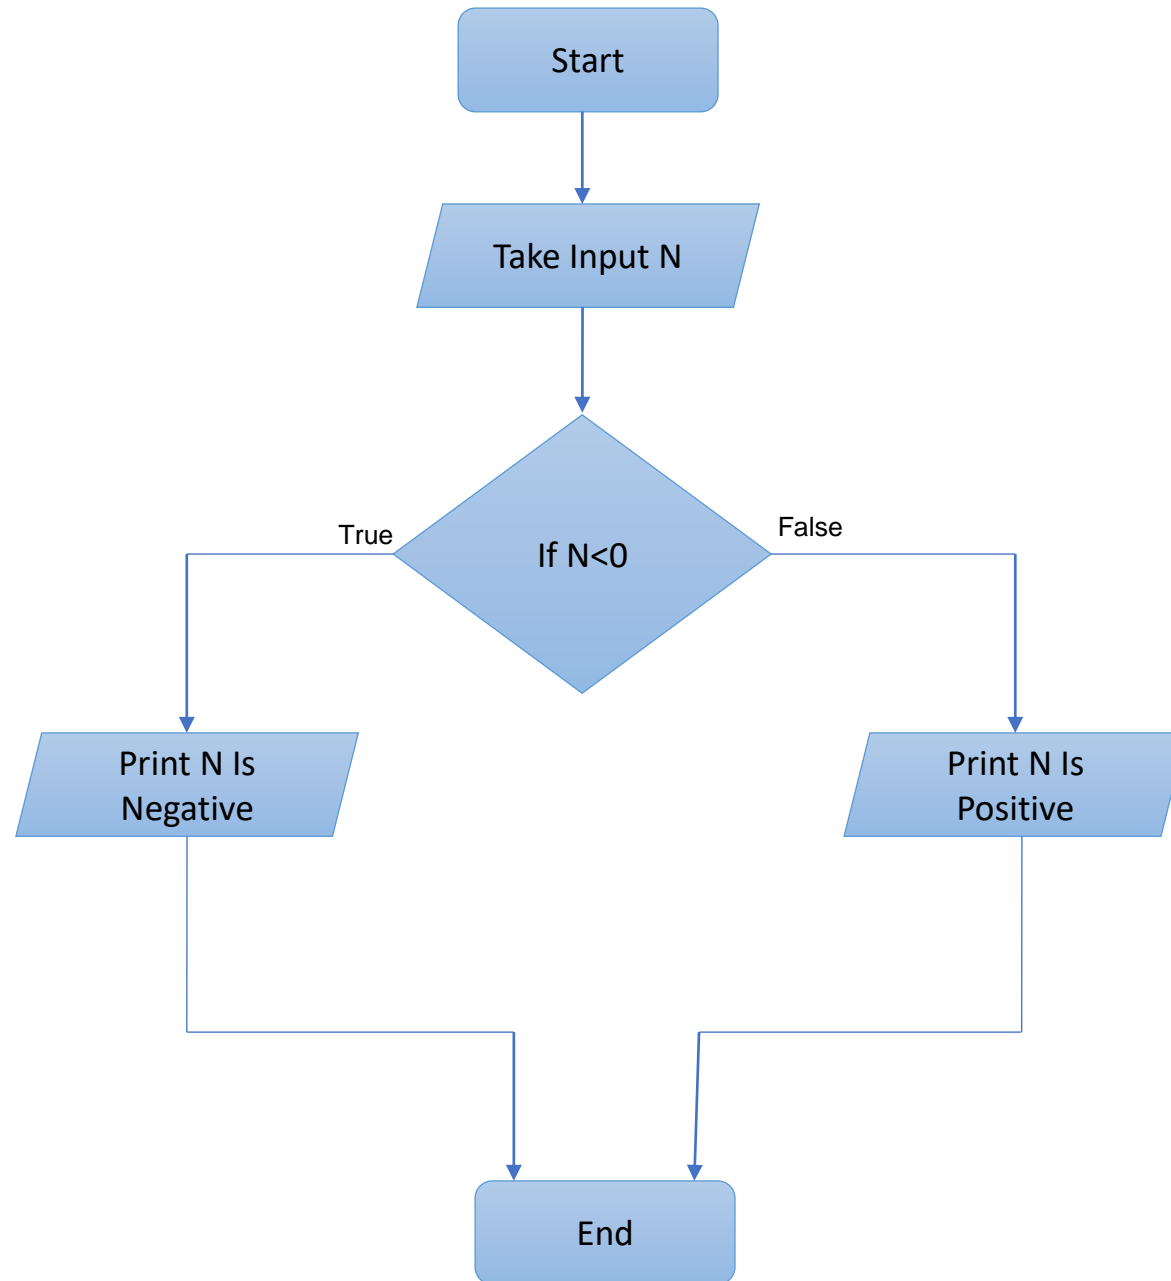 Start
Take Input N
If N<0
True
False
Print N Is
Negative
Print N Is
Positive
End